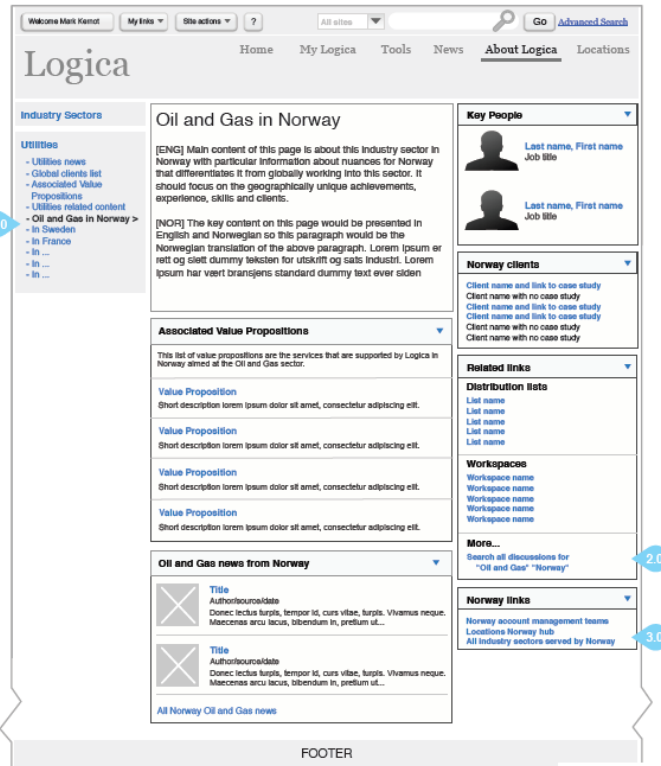 Welcome Mark Kernot
My links
Site actions
?
All sites
Go
Advanced Search
Logica
Home
My Logica
Tools
News
About Logica
Locations
Industry Sectors
Utilities
- Utilities news
- Global clients list
- Associated Value
Propositions
- Utilities related content
- Oil and Gas in Norway >
- In Sweden
- In France
- In ...
- In ...
- In ...
Oil and Gas in Norway
[ENG] Main content of this page is about this industry sector in
Norway with particular information about nuances for Norway
that differentiates it from globally working into this sector. It
should focus on the geographically unique achievements,
experience, skills and clients.
[NOR] The key content on this page would be presented in
English and Norwegian so this paragraph would be the
Norwegian translation of the above paragraph. Lorem Ipsum er
rett og slett dummy teksten for utskrift og sats industri. Lorem
Ipsum har vært bransjens standard dummy text ever siden
Associated Value Propositions
This list of value propositions are the services that are supported by Logica in
Norway aimed at the Oil and Gas sector.
Value Proposition
Short description lorem ipsum dolor sit amet, consectetur adipiscing elit.
Value Proposition
Short description lorem ipsum dolor sit amet, consectetur adipiscing elit.
Value Proposition
Short description lorem ipsum dolor sit amet, consectetur adipiscing elit.
Value Proposition
Short description lorem ipsum dolor sit amet, consectetur adipiscing elit.
Oil and Gas news from Norway
Title
Author/source/date
Donec lectus turpis, tempor id, curs vitae, turpis. Vivamus neque.
Maecenas arcu lacus, bibendum in, pretium ut...
Title
Author/source/date
Donec lectus turpis, tempor id, curs vitae, turpis. Vivamus neque.
Maecenas arcu lacus, bibendum in, pretium ut...
All Norway Oil and Gas news
Key People
Last name, First name
Job title
Last name, First name
Job title
Norway clients
Client name and link to case study
Client name with no case study
Client name and link to case study
Client name and link to case study
Client name with no case study
Client name with no case study
Related links
Distribution lists
List name
List name
List name
List name
List name
Workspaces
Workspace name
Workspace name
Workspace name
Workspace name
Workspace name
More...
Search all discussions for
"Oil and Gas" "Norway"
2.0
Norway links
Norway account management teams
Locations Norway hub
All industry sectors served by Norway
3.0
FOOTER